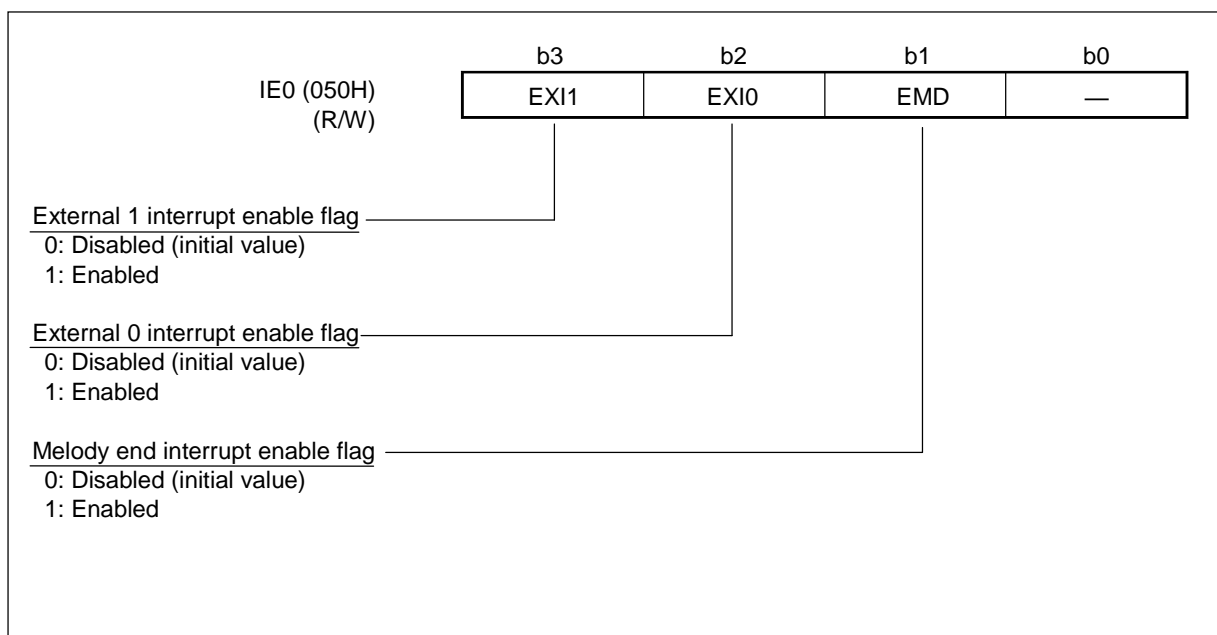 b3 b2 b1 b0
IE0 (050H) EXI1 EXI0 EMD —
(R/W)
External 1 interrupt enable flag
0: Disabled (initial value)
1: Enabled
External 0 interrupt enable flag
0: Disabled (initial value)
1: Enabled
Melody end interrupt enable flag
0: Disabled (initial value)
1: Enabled